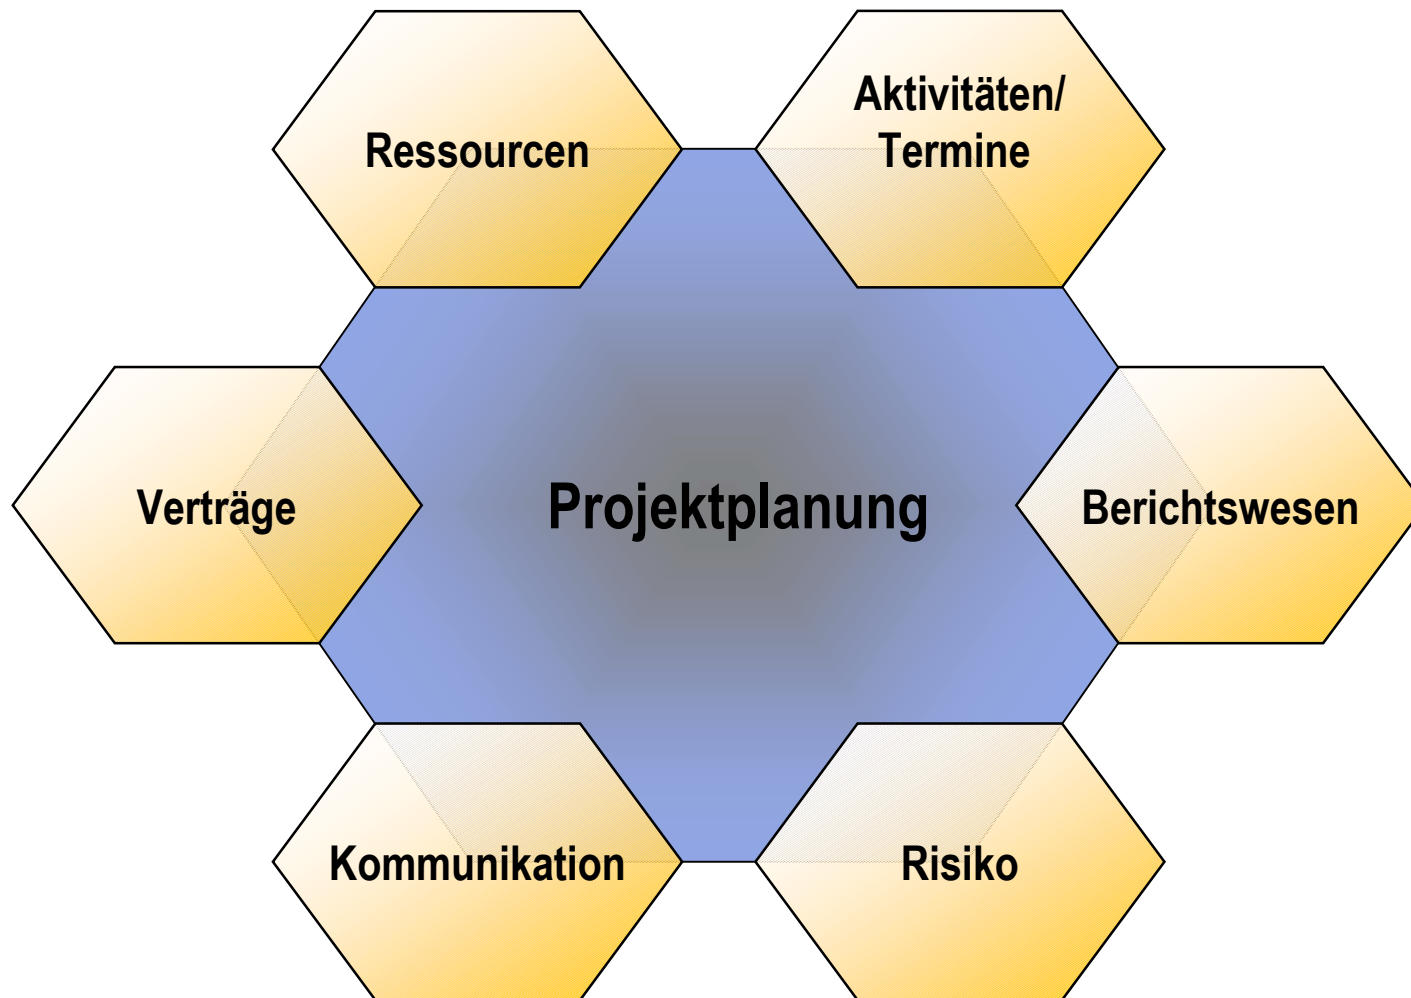 Ressourcen
Aktivitäten/
Termine
Verträge
Projektplanung
Berichtswesen
Kommunikation
Risiko